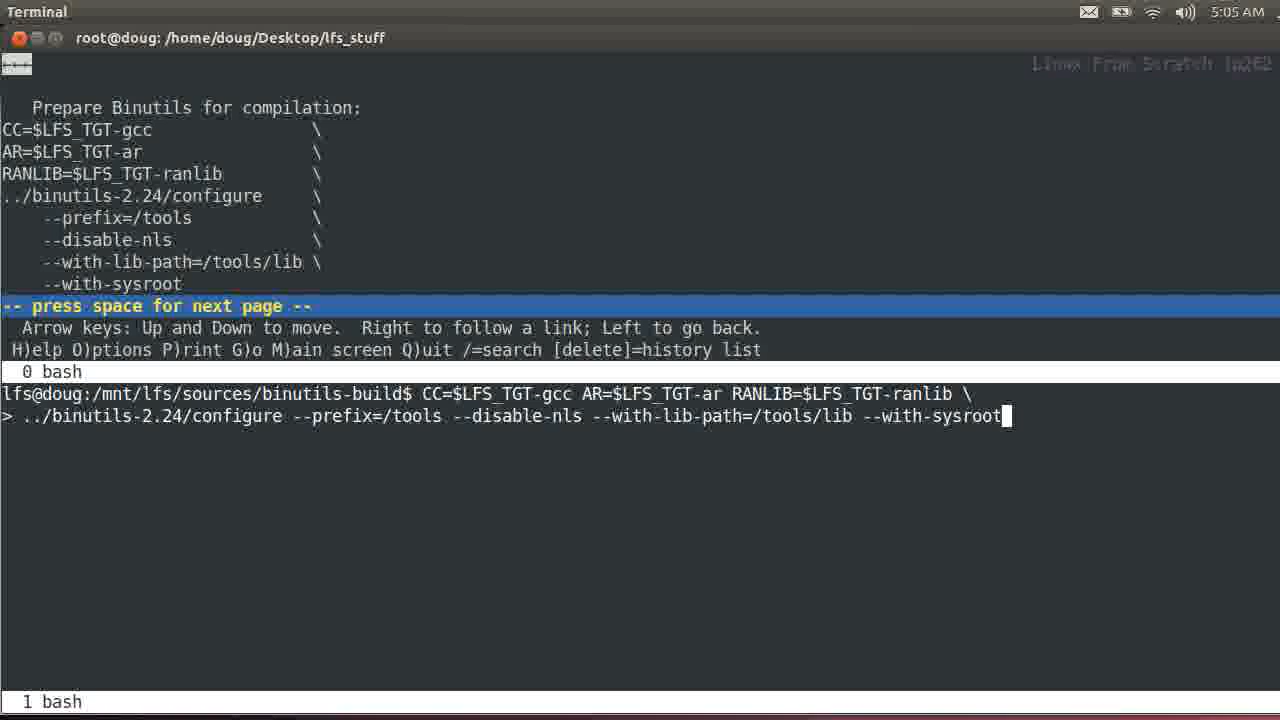 Terminal 5:05 AM
root@doug: /home/doug/Desktop/lfs_stuff
Linux From Scratch (p262
Prepare Binutils for compilation:
CC=$LFS_TGT-gcc \
AR=$LFS_TGT-ar \
RANLIB=$LFS_TGT-ranlib \
../binutils-2.24/configure \
--prefix=/tools \
--disable-nls \
--with-lib-path=/tools/lib \
--with-sysroot
-- press space for next page --
Arrow keys: Up and Down to move. Right to follow a link; Left to go back.
H)elp O)ptions P)rint G)o M)ain screen Q)uit /=search [delete]=history list
0 bash
lfs@doug:/mnt/lfs/sources/binutils-build$ CC=$LFS_TGT-gcc AR=$LFS_TGT-ar RANLIB=$LFS_TGT-ranlib \
> ../binutils-2.24/configure --prefix=/tools --disable-nls --with-lib-path=/tools/lib --with-sysroot
1 bash